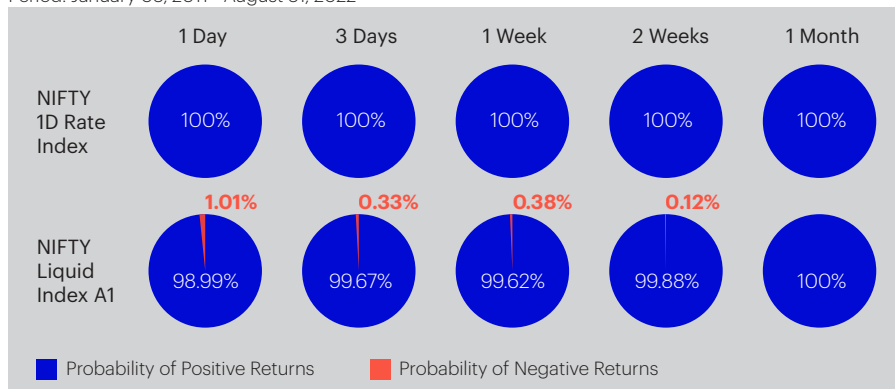 1 Day 3 Days 1 Week 2 Weeks 1 Month
NIFTY
1D Rate
Index
100% 100% 100% 100% 100%
1.01% 0.33% 0.38% 0.12%
NIFTY
Liquid
Index A1
98.99% 99.67% 99.62% 99.88% 100%
Probability of Positive Returns Probability of Negative Returns